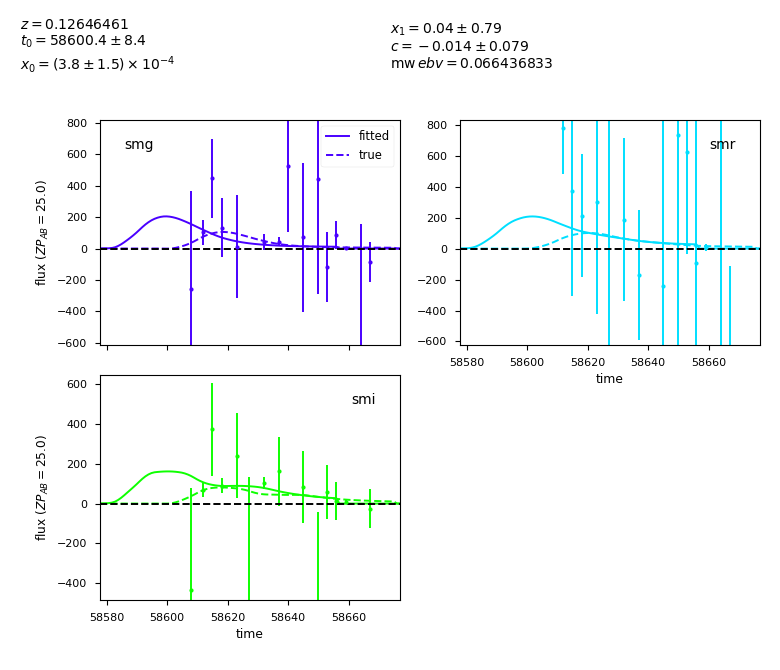 z = 0.12646461
t₀ = 58600.4 ± 8.4
x₀ = (3.8 ± 1.5) × 10⁻⁴
x₁ = 0.04 ± 0.79
c = −0.014 ± 0.079
mw ebv = 0.066436833
smg
fitted
true
flux (ZP_AB = 25.0)
800
600
400
200
0
−200
−400
−600
smr
800
600
400
200
0
−200
−400
−600
58580 58600 58620 58640 58660
time
smi
flux (ZP_AB = 25.0)
600
400
200
0
−200
−400
58580 58600 58620 58640 58660
time